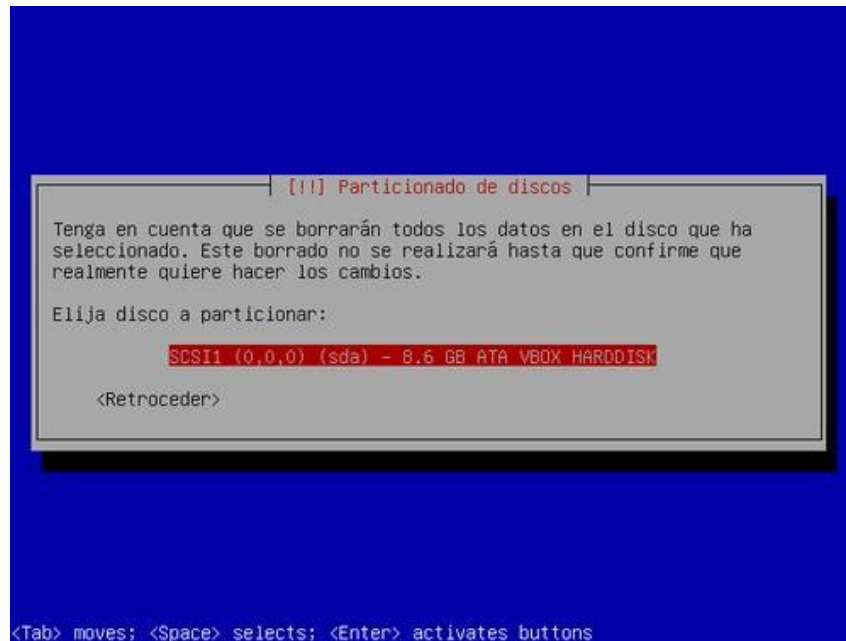 [!!] Particionado de discos
Tenga en cuenta que se borrarán todos los datos en el disco que ha
seleccionado. Este borrado no se realizará hasta que confirme que
realmente quiere hacer los cambios.
Elija disco a particionar:
SCSI1 (0,0,0) (sda) - 8.6 GB ATA VBOX HARDDISK
<Retroceder>
<Tab> moves; <Space> selects; <Enter> activates buttons